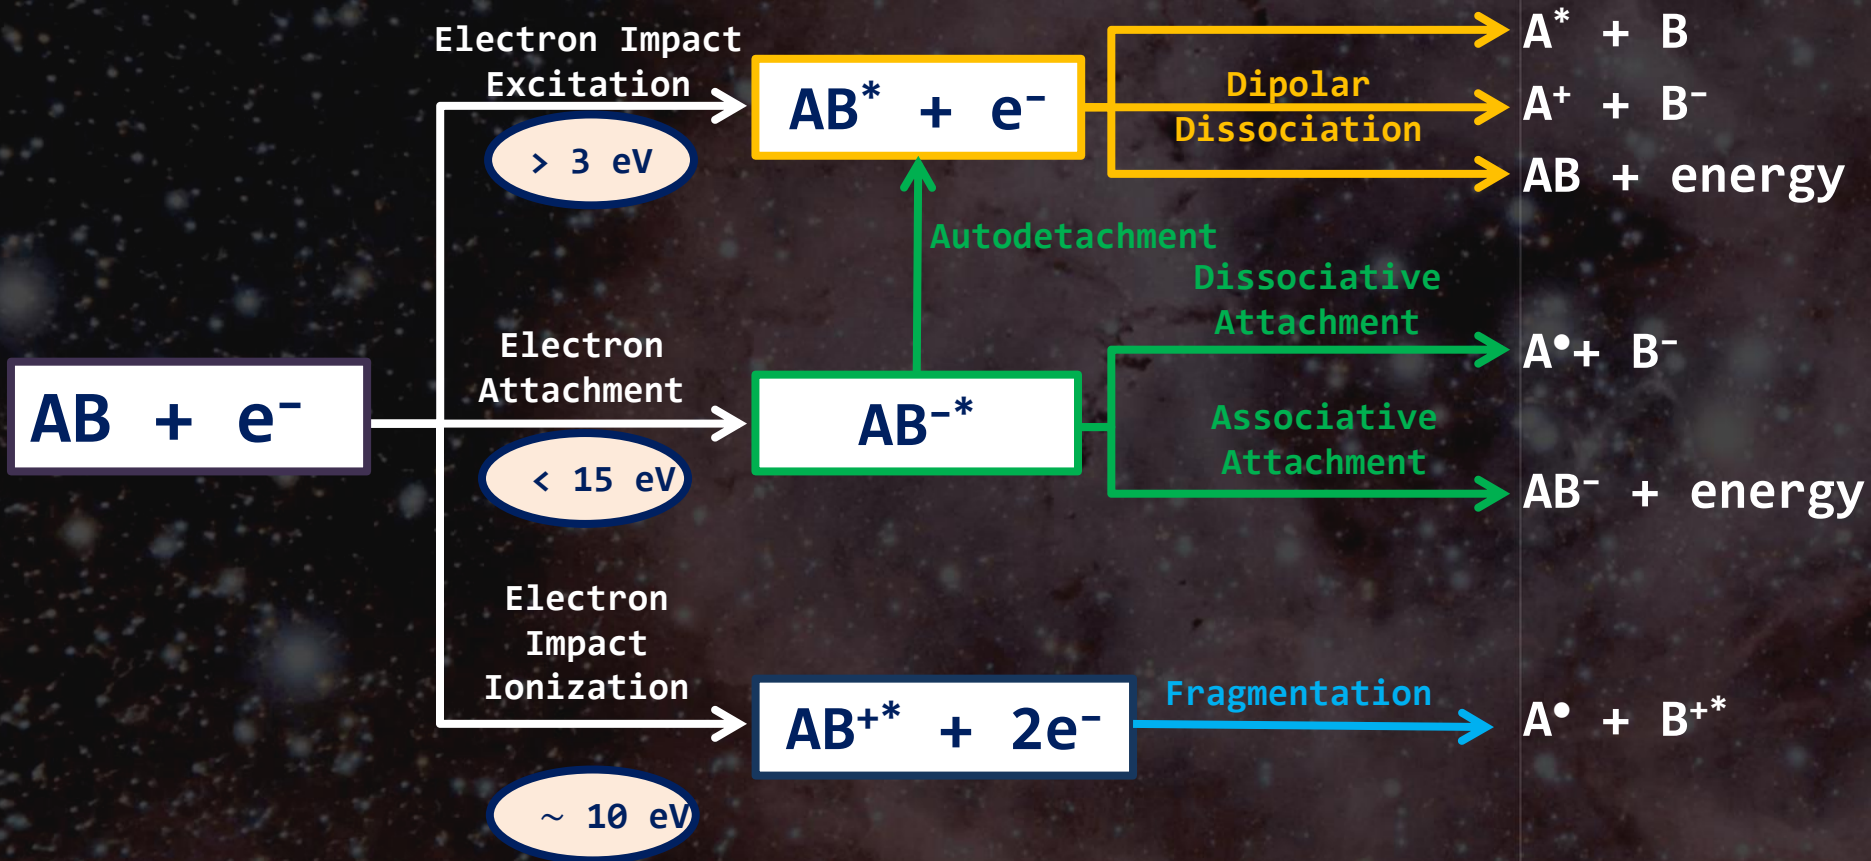 Electron Impact
Excitation
> 3 eV
AB* + e⁻
Dipolar
Dissociation
A* + B
A⁺ + B⁻
AB + energy
Autodetachment
AB + e⁻
Electron
Attachment
< 15 eV
AB⁻*
Dissociative
Attachment
A•+ B⁻
Associative
Attachment
AB⁻ + energy
Electron
Impact
Ionization
~ 10 eV
AB⁺* + 2e⁻
Fragmentation
A• + B⁺*